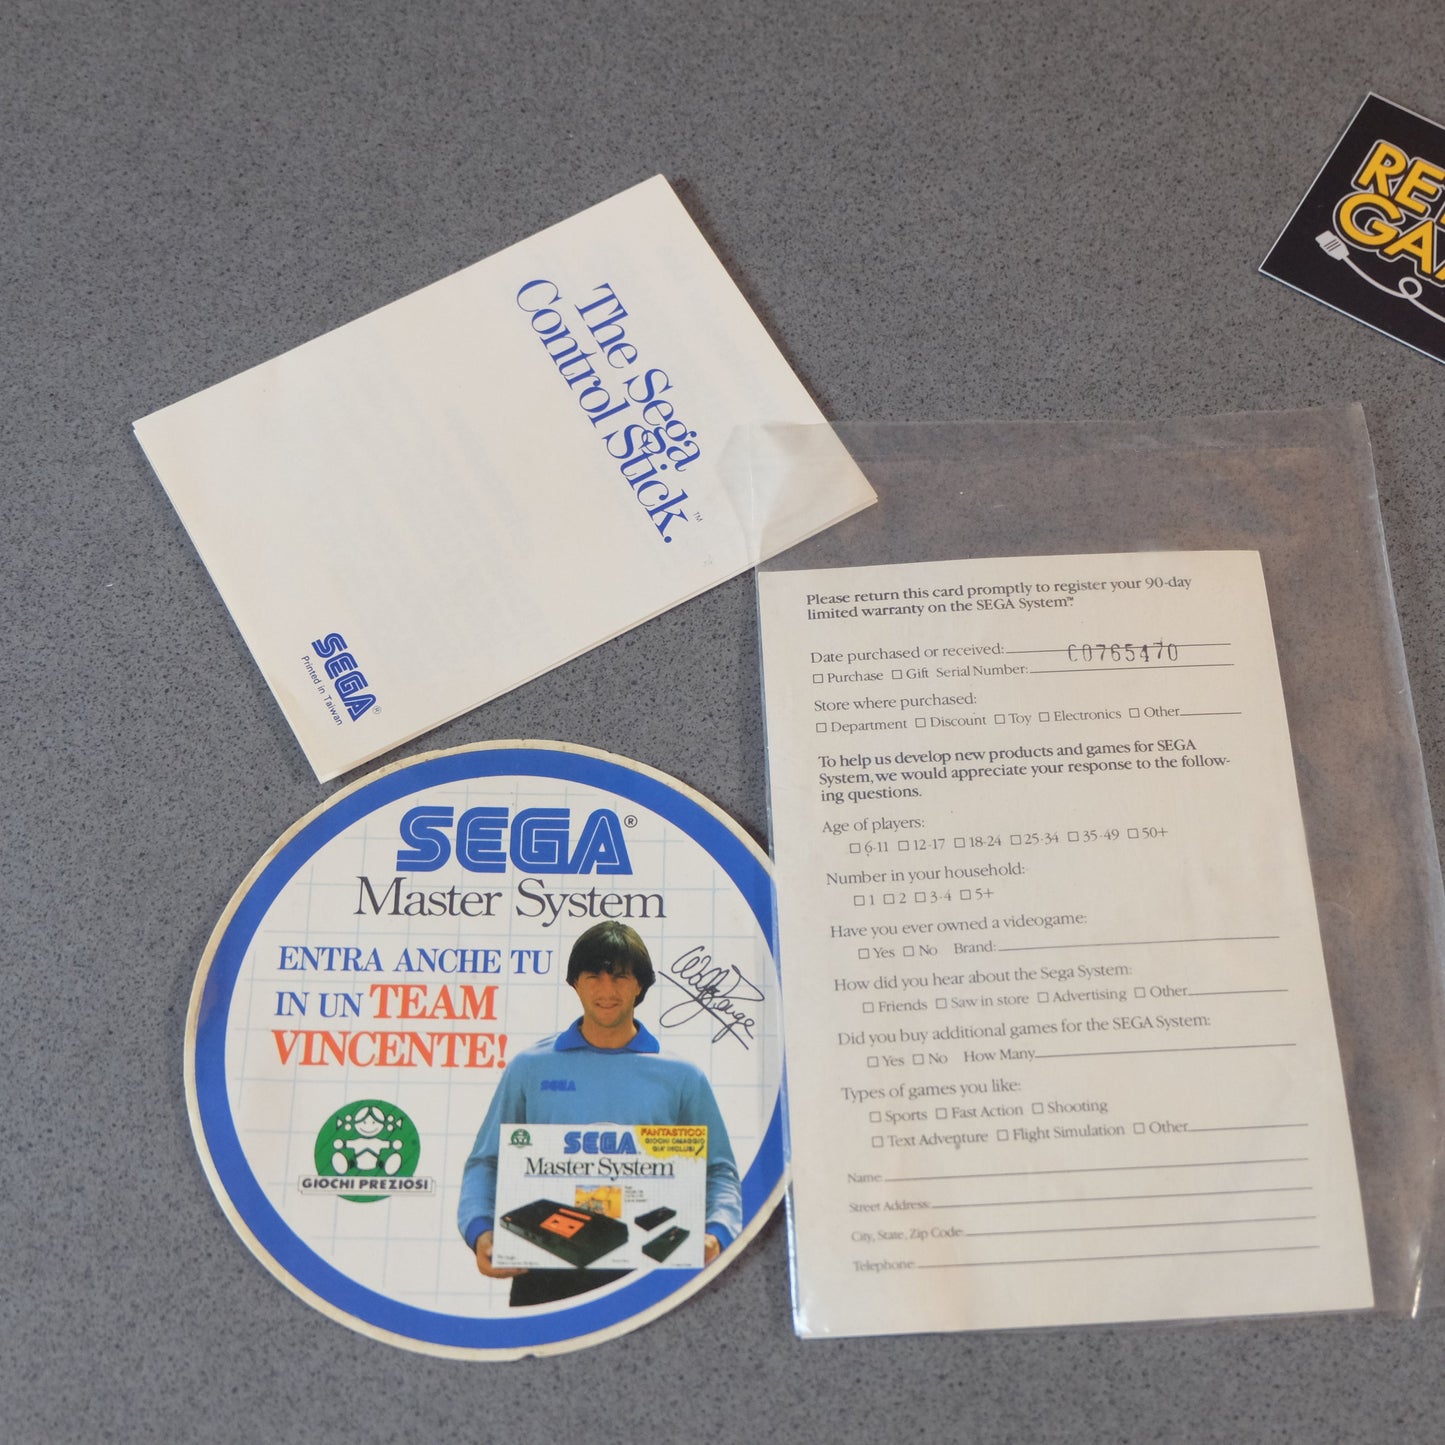 The Sega
Control Stick.™
SEGA®
Printed in Taiwan
RET
GA
SEGA®
Master System
ENTRA ANCHE TU
IN UN TEAM
VINCENTE!
GIOCHI PREZIOSI
SEGA
SEGA
FANTASTICO:
GIOCHI OMAGGIO
GIA' INCLUSI
Master System
Please return this card promptly to register your 90-day
limited warranty on the SEGA System™.
Date purchased or received:
C0765470
☐ Purchase ☐ Gift Serial Number:
Store where purchased:
☐ Department ☐ Discount ☐ Toy ☐ Electronics ☐ Other
To help us develop new products and games for SEGA
System, we would appreciate your response to the follow-
ing questions.
Age of players:
☐ 6-11 ☐ 12-17 ☐ 18-24 ☐ 25-34 ☐ 35-49 ☐ 50+
Number in your household:
☐ 1 ☐ 2 ☐ 3-4 ☐ 5+
Have you ever owned a videogame:
☐ Yes ☐ No Brand:
How did you hear about the Sega System:
☐ Friends ☐ Saw in store ☐ Advertising ☐ Other
Did you buy additional games for the SEGA System:
☐ Yes ☐ No How Many
Types of games you like:
☐ Sports ☐ Fast Action ☐ Shooting
☐ Text Adventure ☐ Flight Simulation ☐ Other
Name:
Street Address:
City, State, Zip Code:
Telephone: